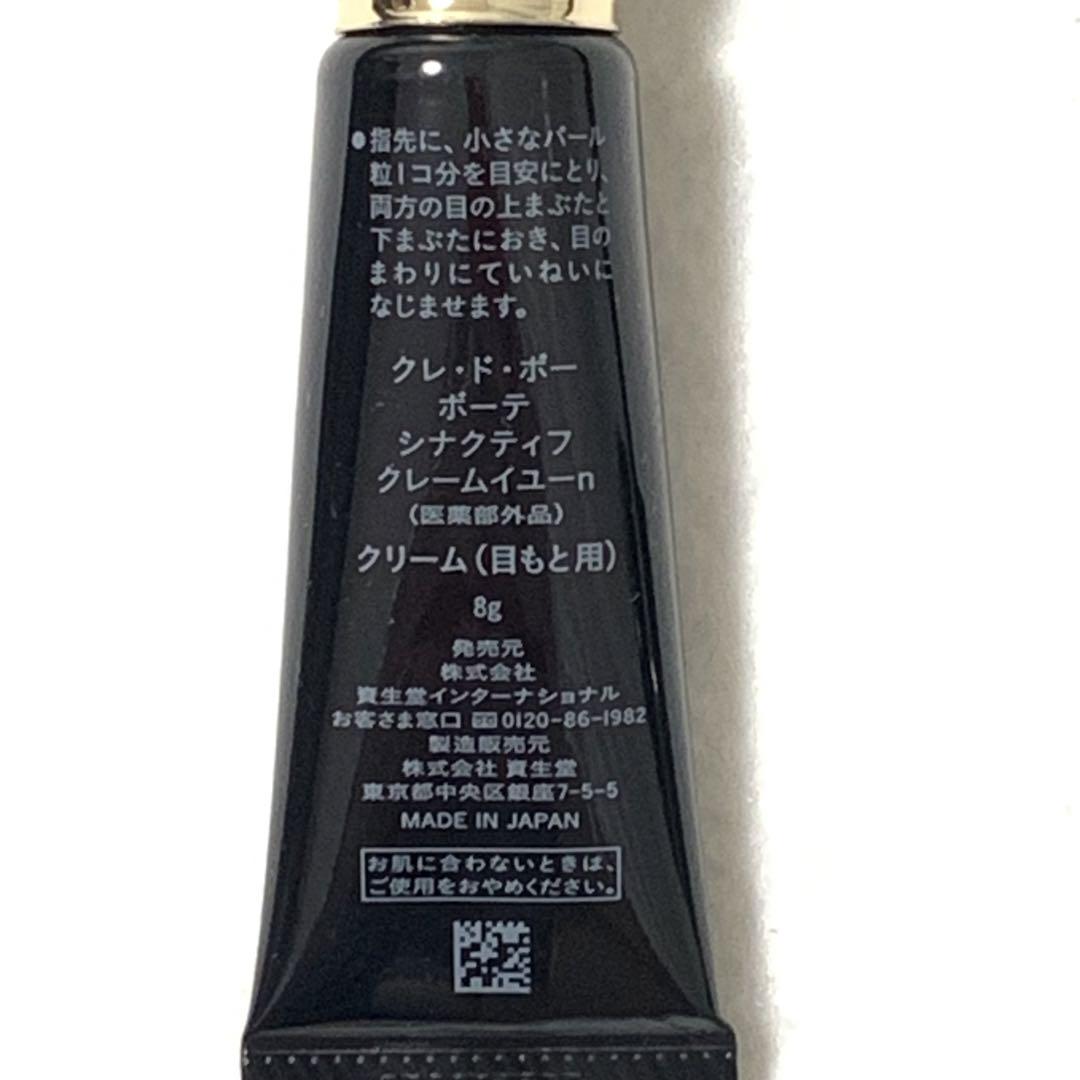 ●指先に、小さなパール
粒1コ分を目安にとり、
両方の目の上まぶたと
下まぶたにおき、目の
まわりにていねいに
なじませます。
クレ・ド・ポー
ボーテ
シナクティフ
クレームイユーn
(医薬部外品)
クリーム(目もと用)
8g
発売元
株式会社
資生堂インターナショナル
お客さま窓口 0120-86-1982
製造販売元
株式会社 資生堂
東京都中央区銀座7-5-5
MADE IN JAPAN
お肌に合わないときは、
ご使用をおやめください。